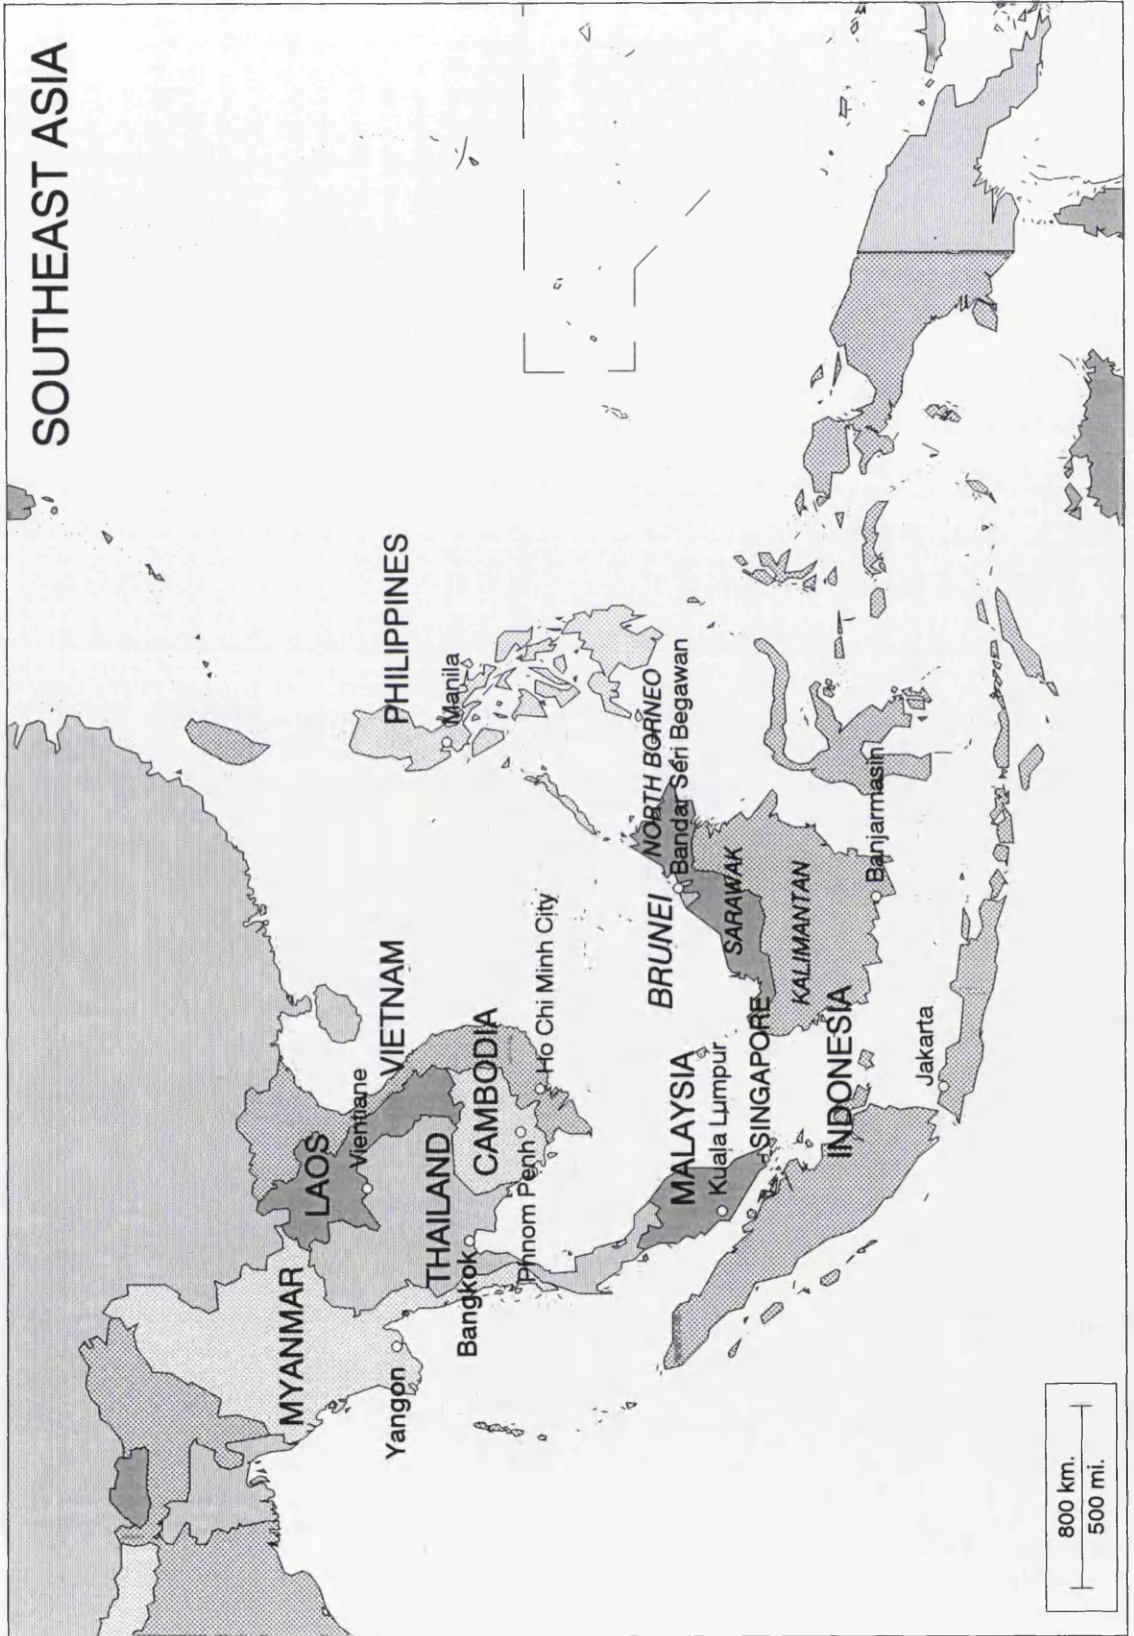 SOUTHEAST ASIA
MYANMAR
LAOS
Vientiane
VIETNAM
PHILIPPINES
Yangon
THAILAND
Manila
Bangkok
CAMBODIA
Phnom Penh
Ho Chi Minh City
BRUNEI
NORTH BORNEO
Bandar Seri Begawan
MALAYSIA
Kuala Lumpur
SARAWAK
SINGAPORE
KALIMANTAN
INDONESIA
Banjarmasin
Jakarta
800 km.
500 mi.